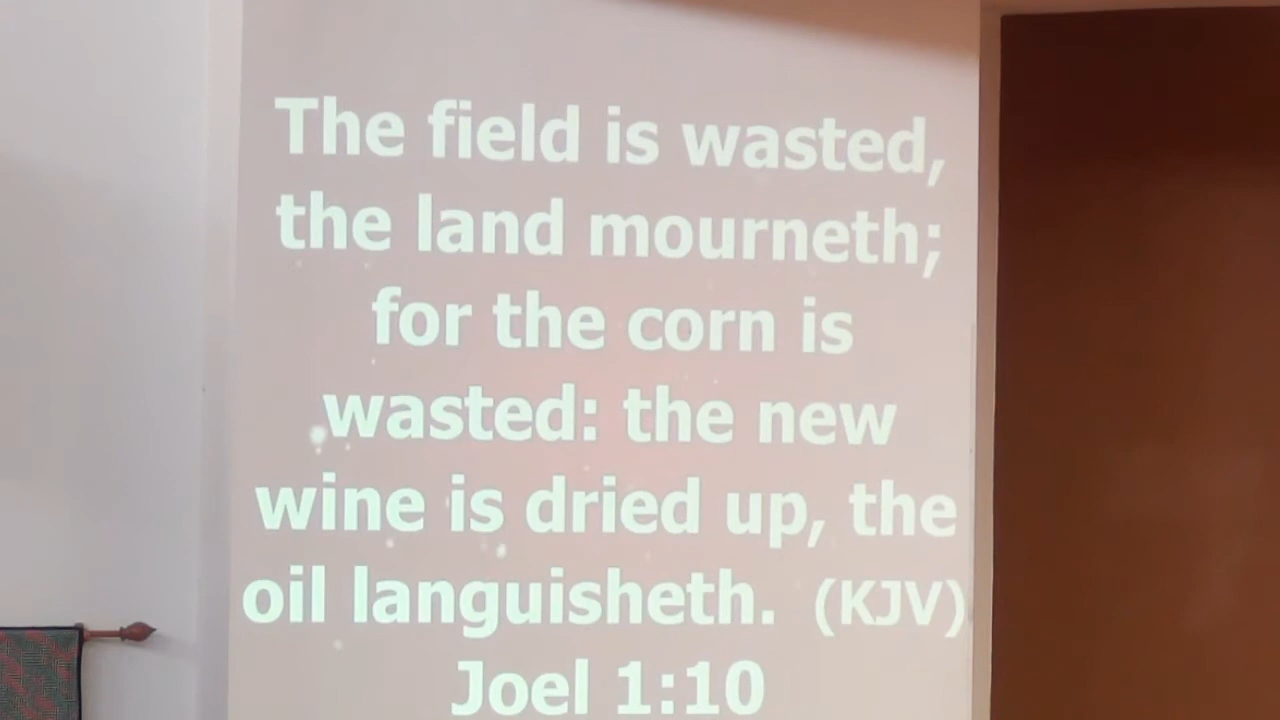 The field is wasted,
the land mourneth;
for the corn is
wasted: the new
wine is dried up, the
oil languisheth. (KJV)
Joel 1:10